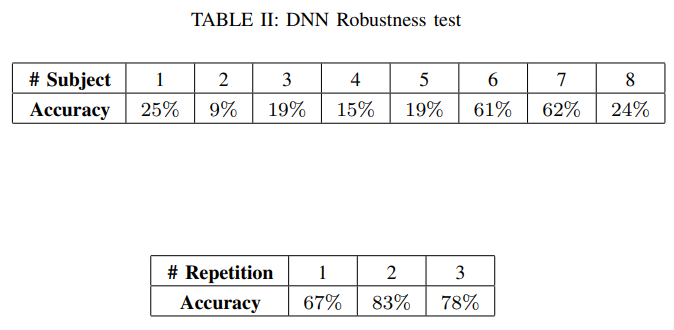 TABLE II: DNN Robustness test
# Subject 1 2 3 4 5 6 7 8
Accuracy 25% 9% 19% 15% 19% 61% 62% 24%
# Repetition 1 2 3
Accuracy 67% 83% 78%